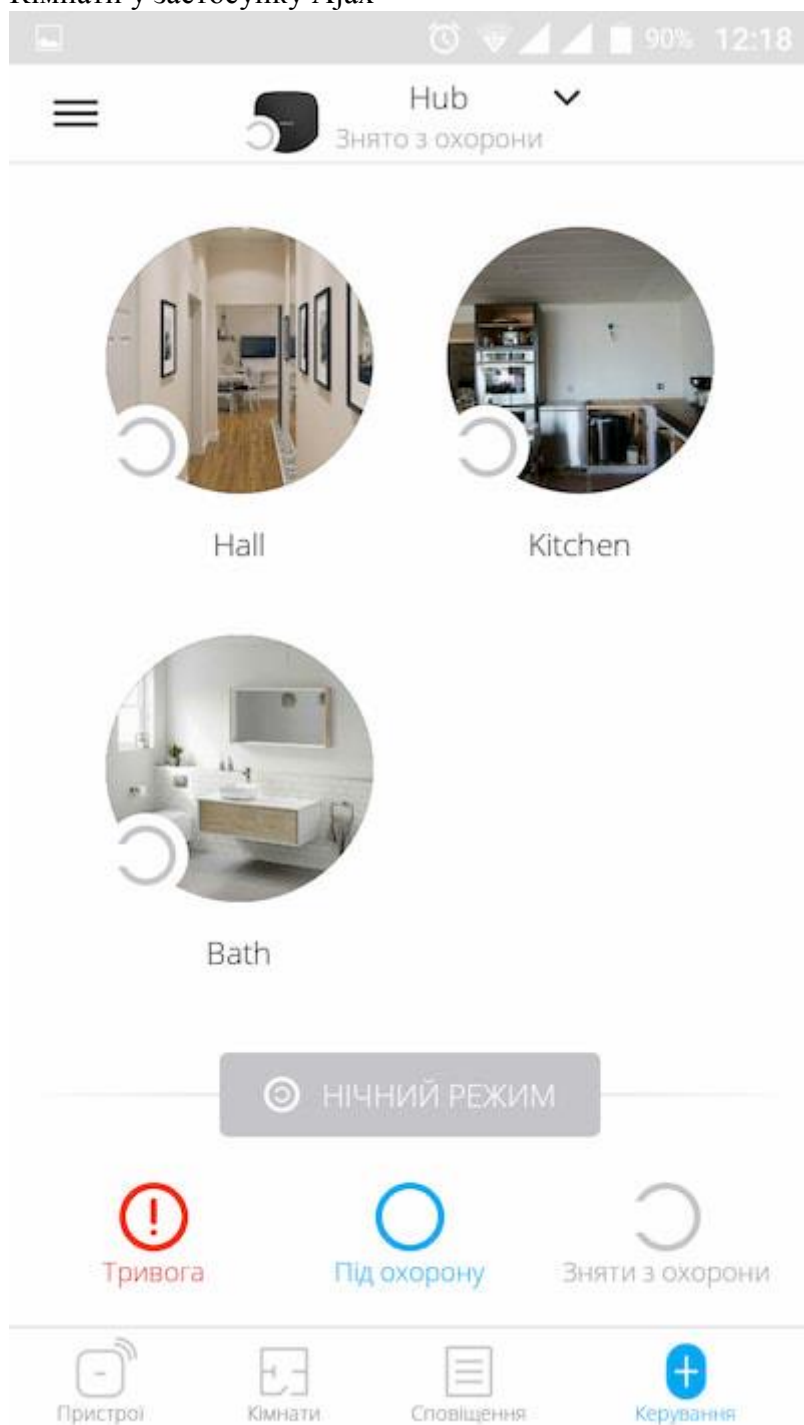 Кімнати у застосунку Ajax
90% 12:18
Hub
Знято з охорони
Hall
Kitchen
Bath
НІЧНИЙ РЕЖИМ
Тривога
Під охорону
Зняти з охорони
Пристрої
Кімнати
Сповіщення
Керування